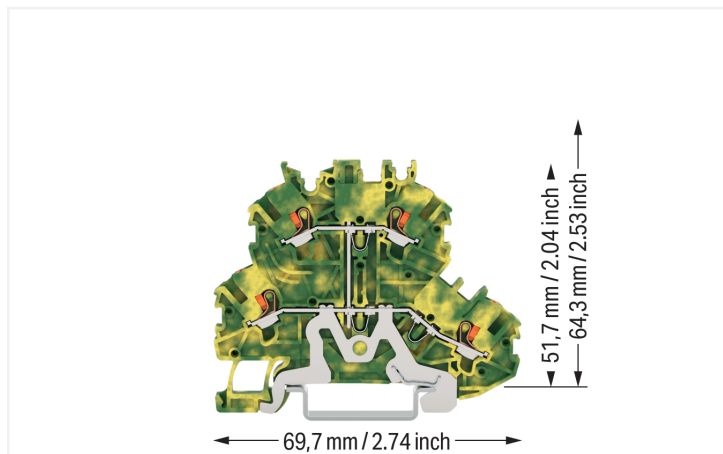 51,7 mm / 2.04 inch
64,3 mm / 2.53 inch
69,7 mm / 2.74 inch